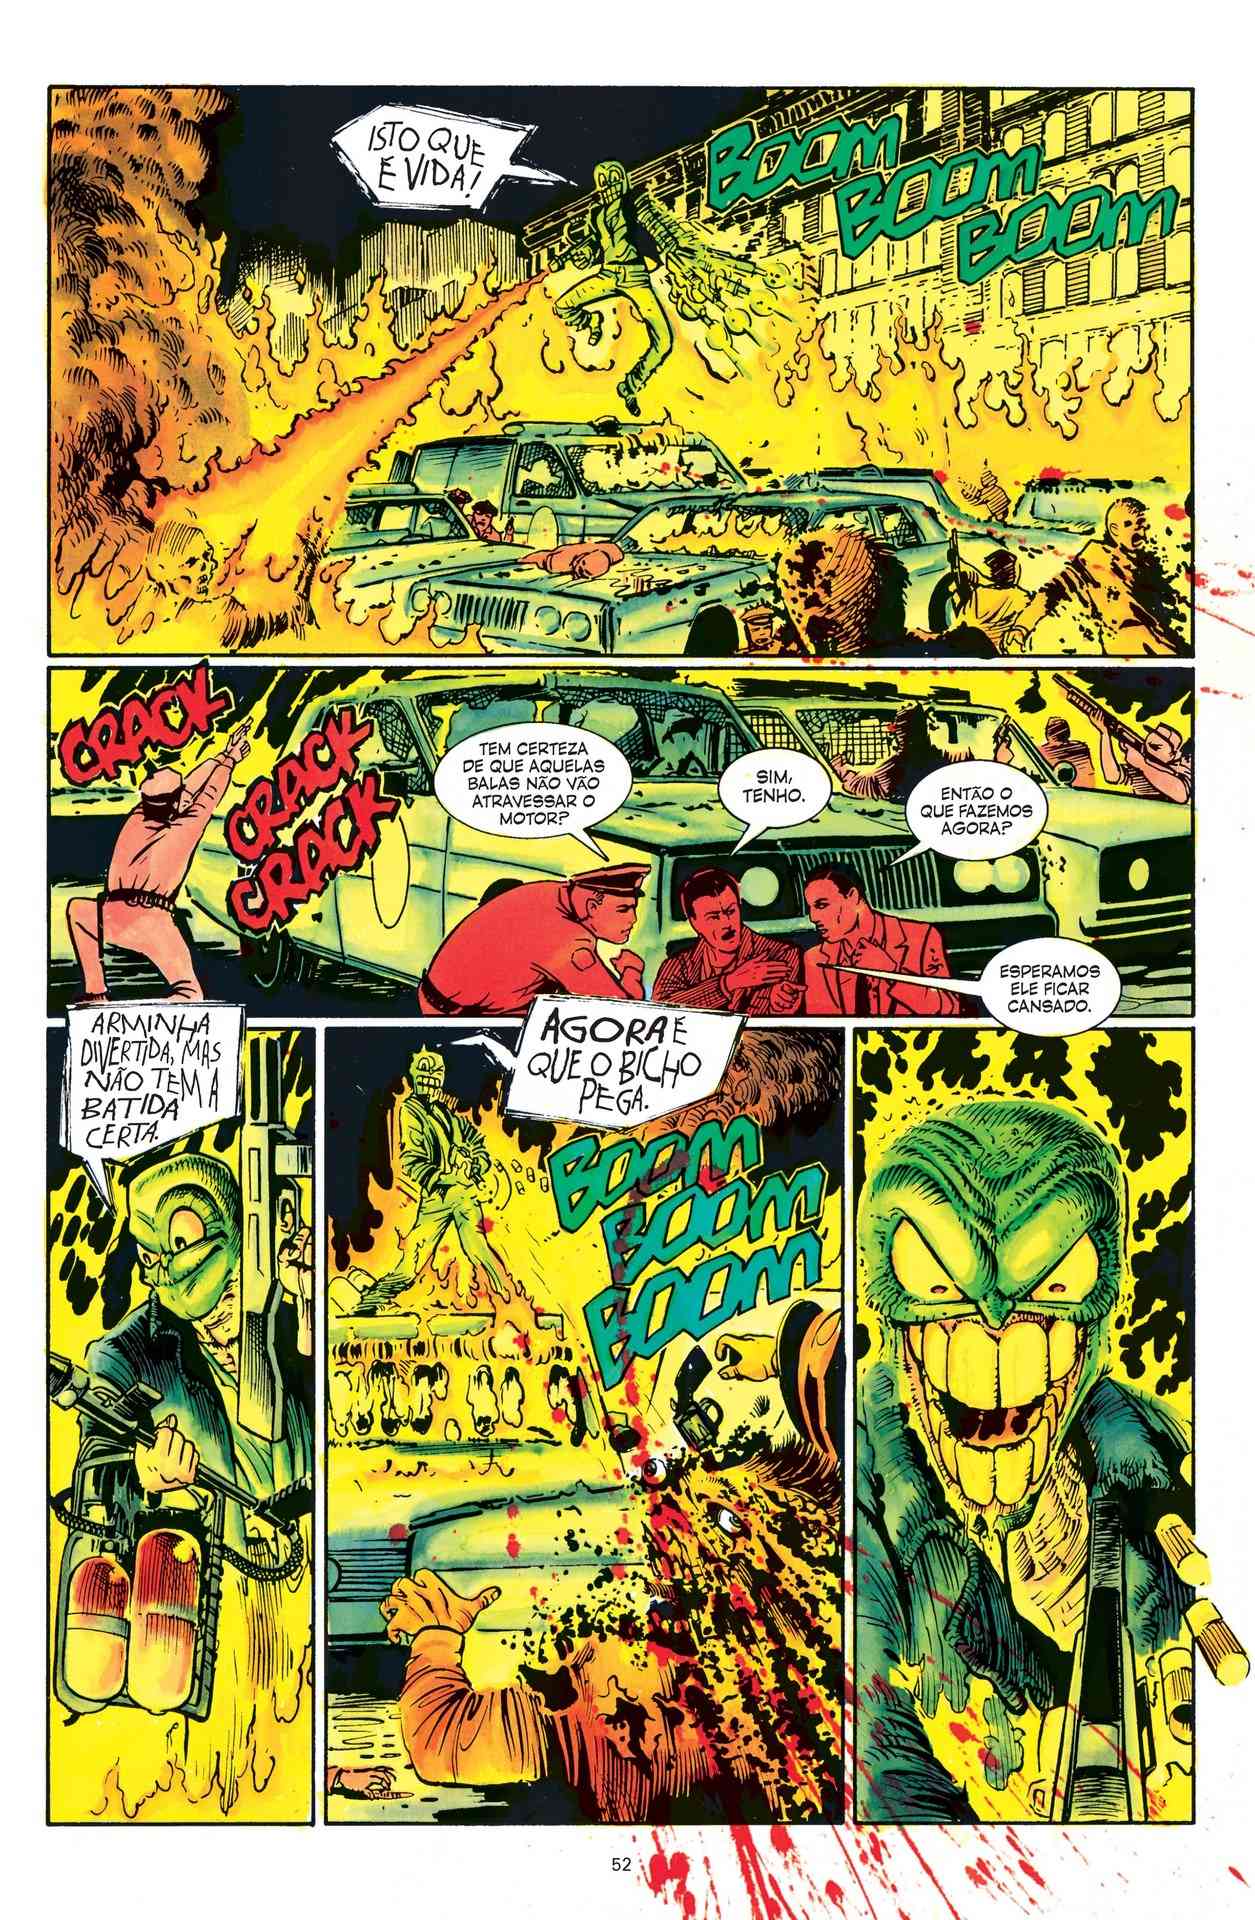 ISTO QUE
É VIDA!
BOOM
BOOM
BOOM
CRACK
CRACK
CRACK
TEM CERTEZA
DE QUE AQUELAS
BALAS NÃO VÃO
ATRAVESSAR O
MOTOR?
SIM,
TENHO.
ENTÃO O
QUE FAZEMOS
AGORA?
ESPERAMOS
ELE FICAR
CANSADO.
ARMINHA
DIVERTIDA, MAS
NÃO TEM A
BATIDA
CERTA.
AGORA É
QUE O BICHO
PEGA.
BOOM
BOOM
BOOM
52